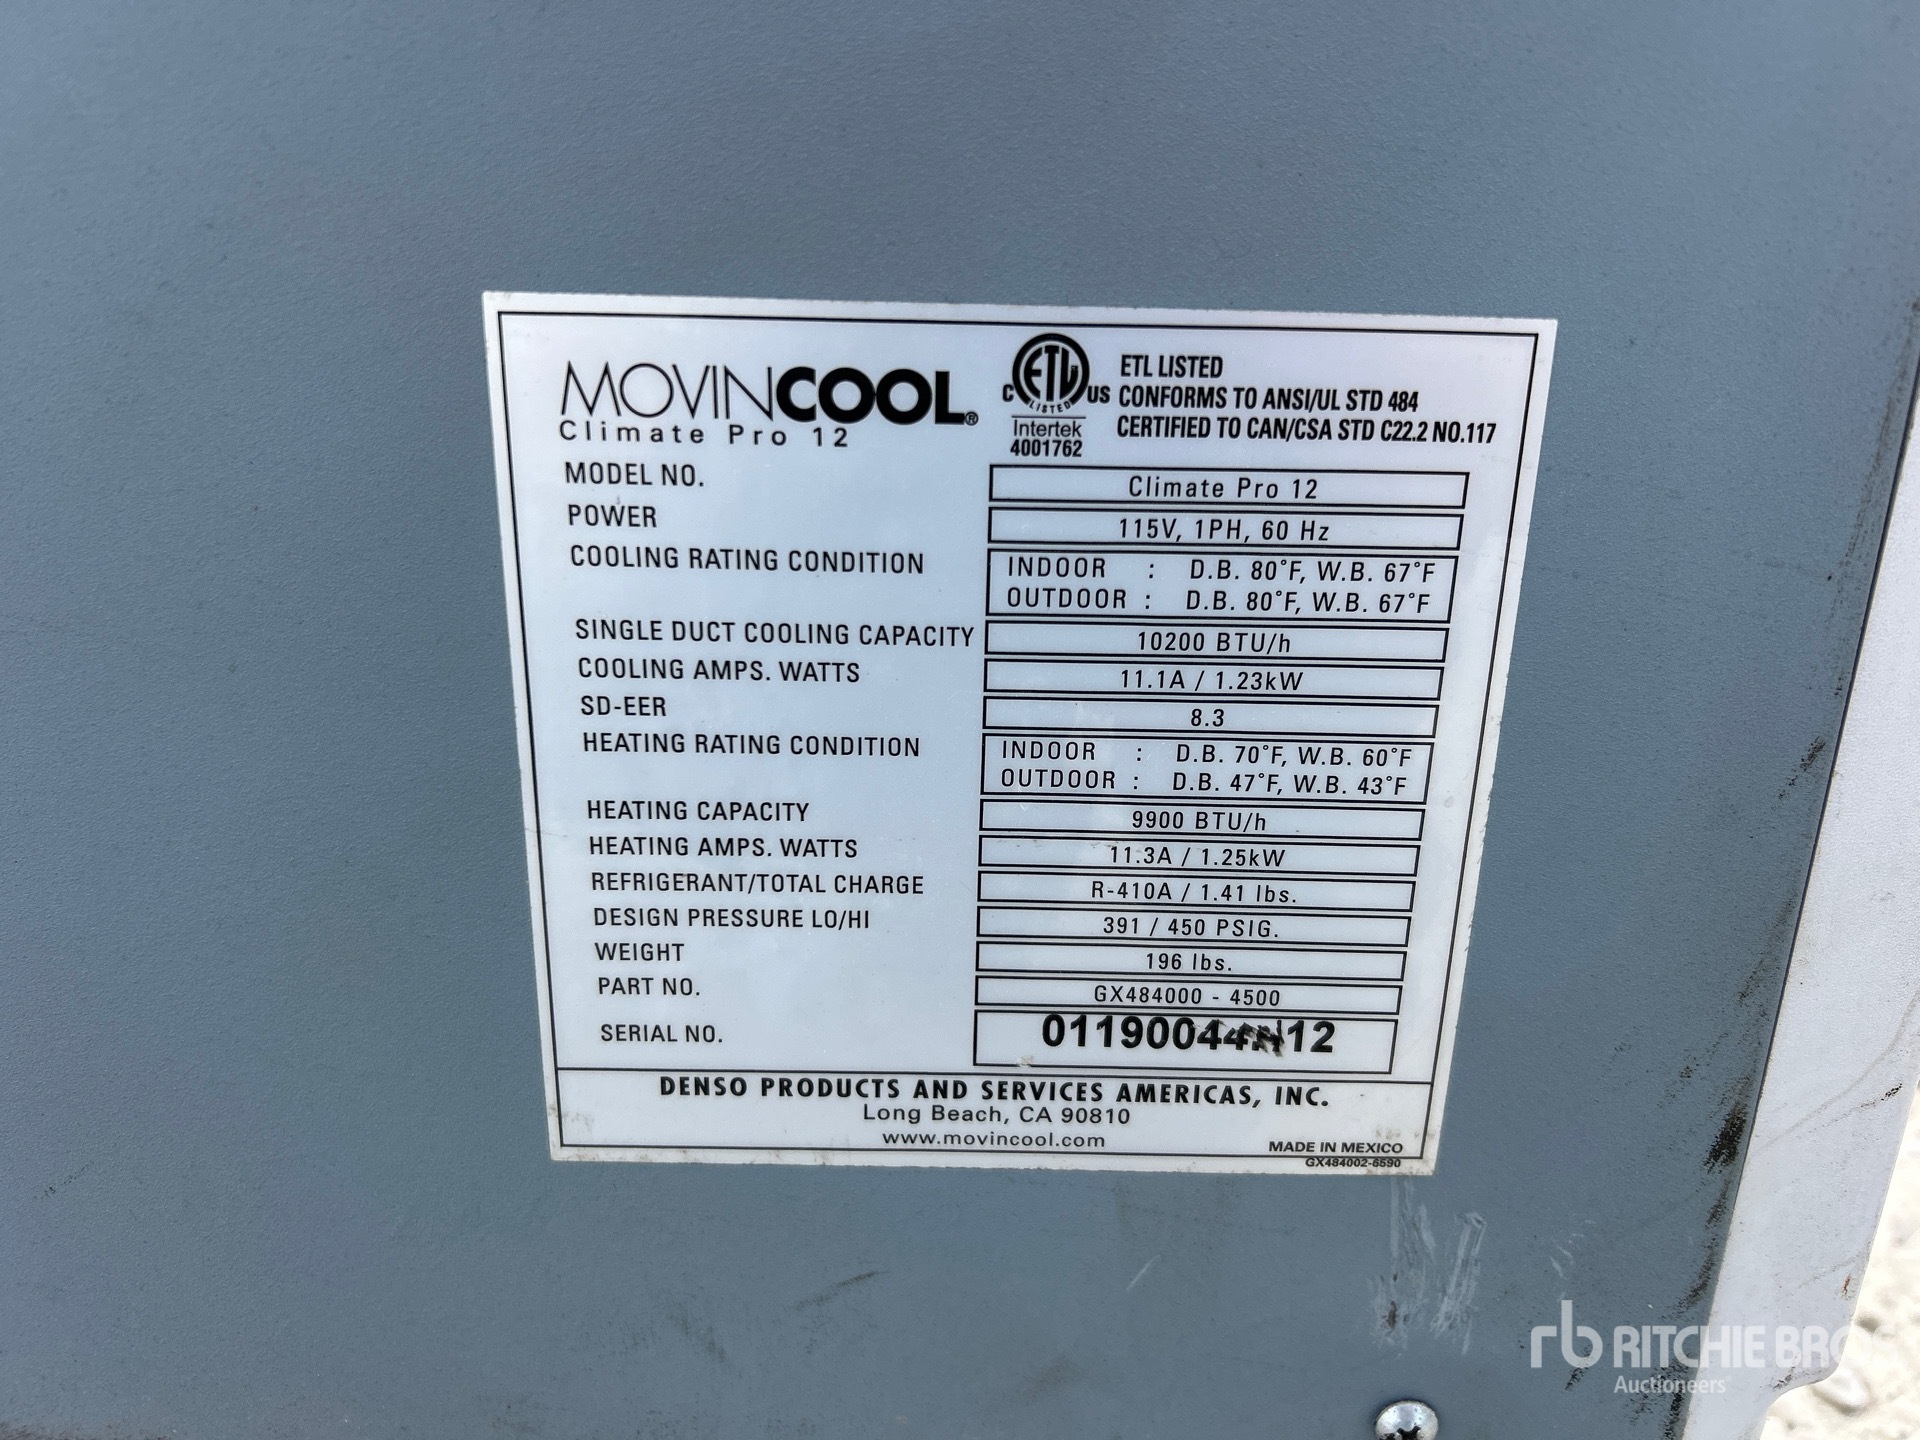 MOVINCOOL®
Climate Pro 12
C ETL LISTED US
Intertek
4001762
ETL LISTED
CONFORMS TO ANSI/UL STD 484
CERTIFIED TO CAN/CSA STD C22.2 NO.117
MODEL NO. Climate Pro 12
POWER 115V, 1PH, 60 Hz
COOLING RATING CONDITION INDOOR : D.B. 80°F, W.B. 67°F
OUTDOOR : D.B. 80°F, W.B. 67°F
SINGLE DUCT COOLING CAPACITY 10200 BTU/h
COOLING AMPS. WATTS 11.1A / 1.23kW
SD-EER 8.3
HEATING RATING CONDITION INDOOR : D.B. 70°F, W.B. 60°F
OUTDOOR : D.B. 47°F, W.B. 43°F
HEATING CAPACITY 9900 BTU/h
HEATING AMPS. WATTS 11.3A / 1.25kW
REFRIGERANT/TOTAL CHARGE R-410A / 1.41 lbs.
DESIGN PRESSURE LO/HI 391 / 450 PSIG.
WEIGHT 196 lbs.
PART NO. GX484000 - 4500
SERIAL NO.
DENSO PRODUCTS AND SERVICES AMERICAS, INC.
Long Beach, CA 90810
www.movincool.com
MADE IN MEXICO
GX484002-6590
rb RITCHIE BROS
Auctioneers